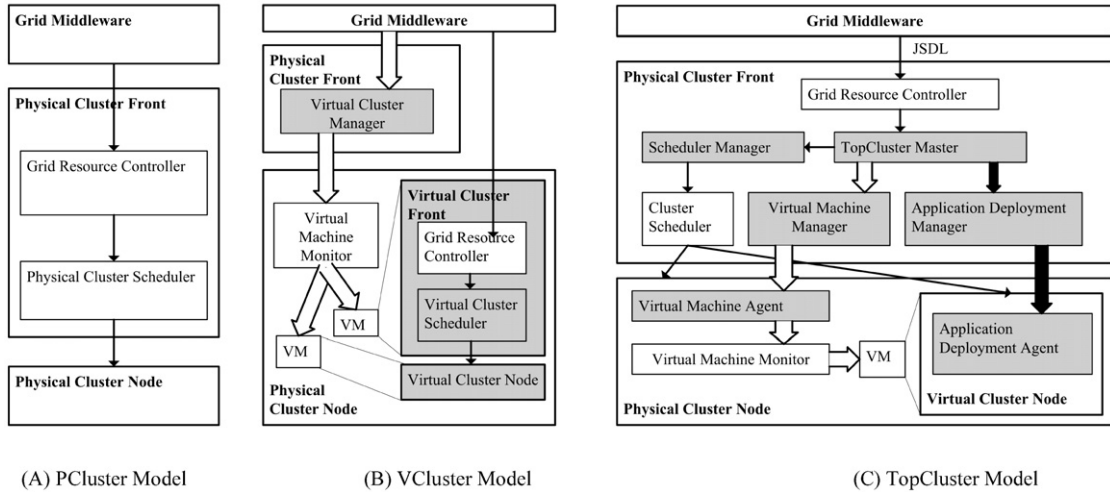 Grid Middleware
Physical Cluster Front
Grid Resource Controller
Physical Cluster Scheduler
Physical Cluster Node
(A) PCluster Model
Grid Middleware
Physical
Cluster Front
Virtual Cluster
Manager
Virtual
Machine
Monitor
VM
VM
Virtual Cluster
Front
Grid Resource
Controller
Virtual Cluster
Scheduler
Virtual Cluster Node
Physical
Cluster Node
(B) VCluster Model
Grid Middleware
JSDL
Physical Cluster Front
Grid Resource Controller
Scheduler Manager
TopCluster Master
Cluster
Scheduler
Virtual Machine
Manager
Application Deployment
Manager
Virtual Machine Agent
Virtual Machine Monitor
VM
Application
Deployment Agent
Virtual Cluster Node
Physical Cluster Node
(C) TopCluster Model